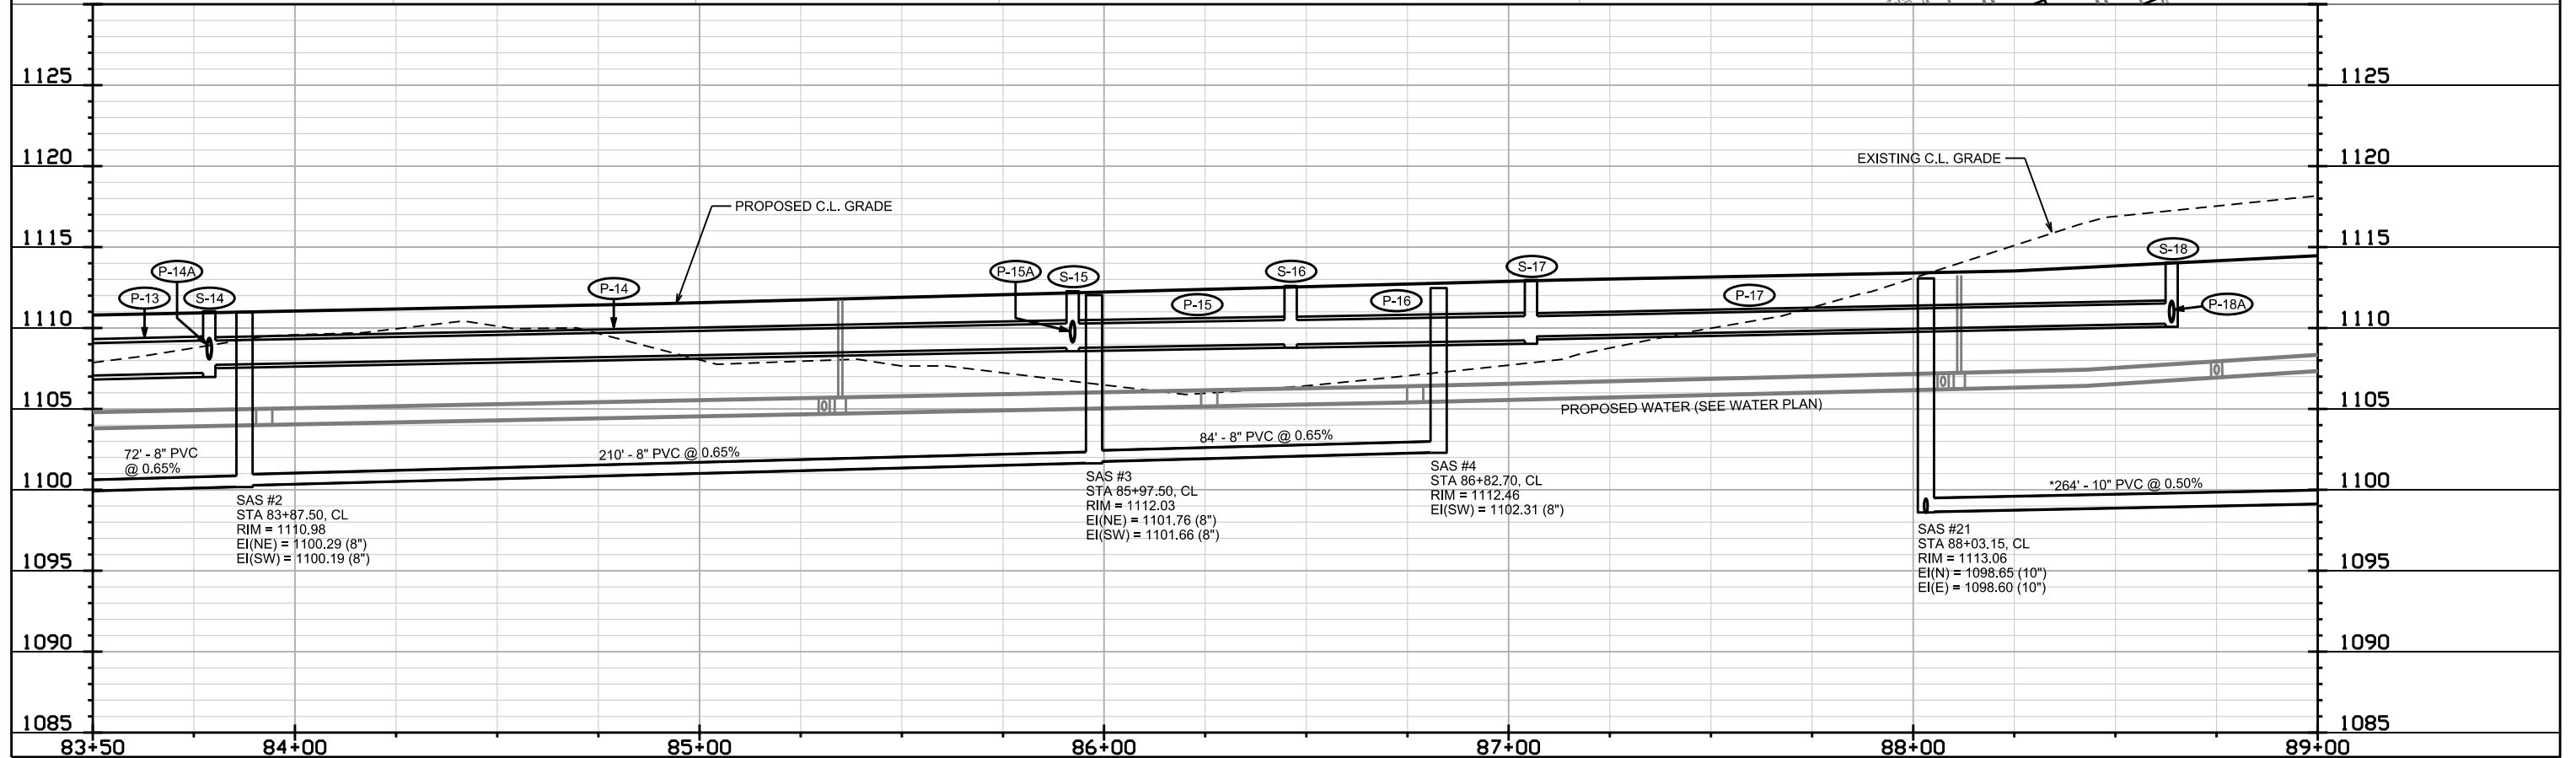 1125
1125
1120
1120
EXISTING C.L. GRADE
PROPOSED C.L. GRADE
1115
1115
P-14A
P-13
S-14
P-14
P-15A
S-15
P-15
S-16
P-16
S-17
P-17
S-18
P-18A
1110
1110
1105
1105
PROPOSED WATER (SEE WATER PLAN)
72' - 8" PVC
@ 0.65%
210' - 8" PVC @ 0.65%
84' - 8" PVC @ 0.65%
*264' - 10" PVC @ 0.50%
1100
1100
SAS #2
STA 83+87.50, CL
RIM = 1110.98
EI(NE) = 1100.29 (8")
EI(SW) = 1100.19 (8")
SAS #3
STA 85+97.50, CL
RIM = 1112.03
EI(NE) = 1101.76 (8")
EI(SW) = 1101.66 (8")
SAS #4
STA 86+82.70, CL
RIM = 1112.46
EI(SW) = 1102.31 (8")
SAS #21
STA 88+03.15, CL
RIM = 1113.06
EI(N) = 1098.65 (10")
EI(E) = 1098.60 (10")
1095
1095
1090
1090
1085
1085
83+50
84+00
85+00
86+00
87+00
88+00
89+00